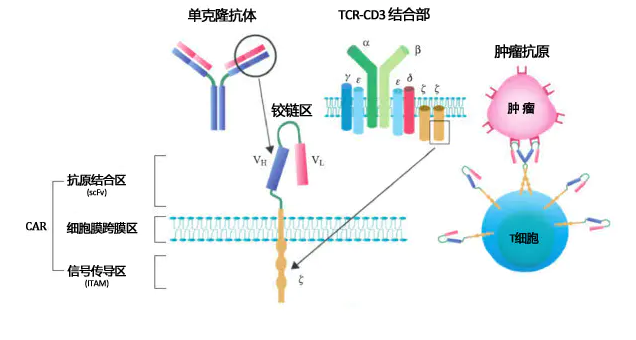 单克隆抗体
TCR-CD3 结合部
肿瘤抗原
α
β
γ
ε
ε
δ
ζ
ζ
肿瘤
铰链区
VH
VL
抗原结合区
(scFv)
CAR
细胞膜跨膜区
T细胞
信号传导区
(ITAM)
ζ